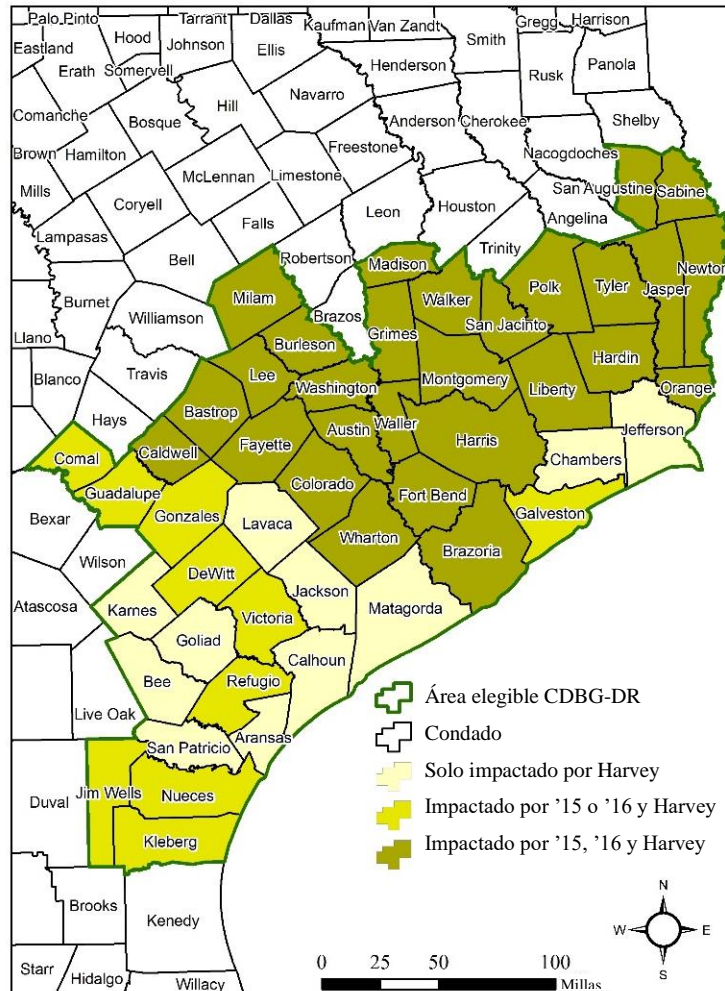 Palo Pinto Tarrant Dallas Kaufman Van Zandt Gregg Harrison
Hood Johnson Ellis Smith
Eastland Erath Somervell Henderson Rusk Panola
Navarro
Comanche Hill Anderson Cherokee Shelby
Bosque Freestone
Brown Hamilton Nacogdoches
McLennan Limestone San Augustine Sabine
Mills Coryell Leon Houston Angelina
Falls
Lampasas Bell Robertson Trinity
Madison Newton
Burnet Milam Walker Polk Tyler Jasper
Williamson Brazos San Jacinto
Llano Burleson Grimes
Blanco Travis Lee Washington Montgomery Liberty Hardin
Hays Bastrop Orange
Austin Waller Jefferson
Comal Caldwell Fayette Harris
Chambers
Guadalupe Colorado Fort Bend
Bexar Gonzales Lavaca Galveston
Wharton
Wilson Brazoria
DeWitt
Jackson
Atascosa Karnes Victoria Matagorda
Goliad
Bee Calhoun
Refugio
Live Oak
Aransas
San Patricio
Duval Jim Wells Nueces
Kleberg
Brooks
Kenedy
Starr Hidalgo Willacy
Área elegible CDBG-DR
Condado
Solo impactado por Harvey
Impactado por ’15 o ’16 y Harvey
Impactado por ’15, ’16 y Harvey
N
W E
S
0 25 50 100
Millas